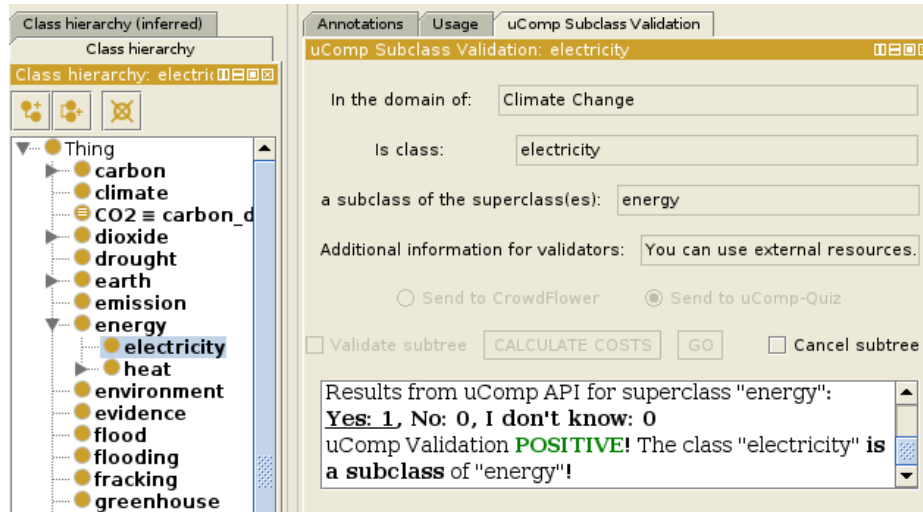 Class hierarchy (inferred)
Class hierarchy
Class hierarchy: electric
Thing
carbon
climate
CO2 ≡ carbon_d
dioxide
drought
earth
emission
energy
electricity
heat
environment
evidence
flood
flooding
fracking
greenhouse
Annotations
Usage
uComp Subclass Validation
uComp Subclass Validation: electricity
In the domain of: Climate Change
Is class: electricity
a subclass of the superclass(es): energy
Additional information for validators: You can use external resources.
Send to CrowdFlower Send to uComp-Quiz
Validate subtree CALCULATE COSTS GO Cancel subtree
Results from uComp API for superclass "energy":
Yes: 1, No: 0, I don't know: 0
uComp Validation POSITIVE! The class "electricity" is
a subclass of "energy"!